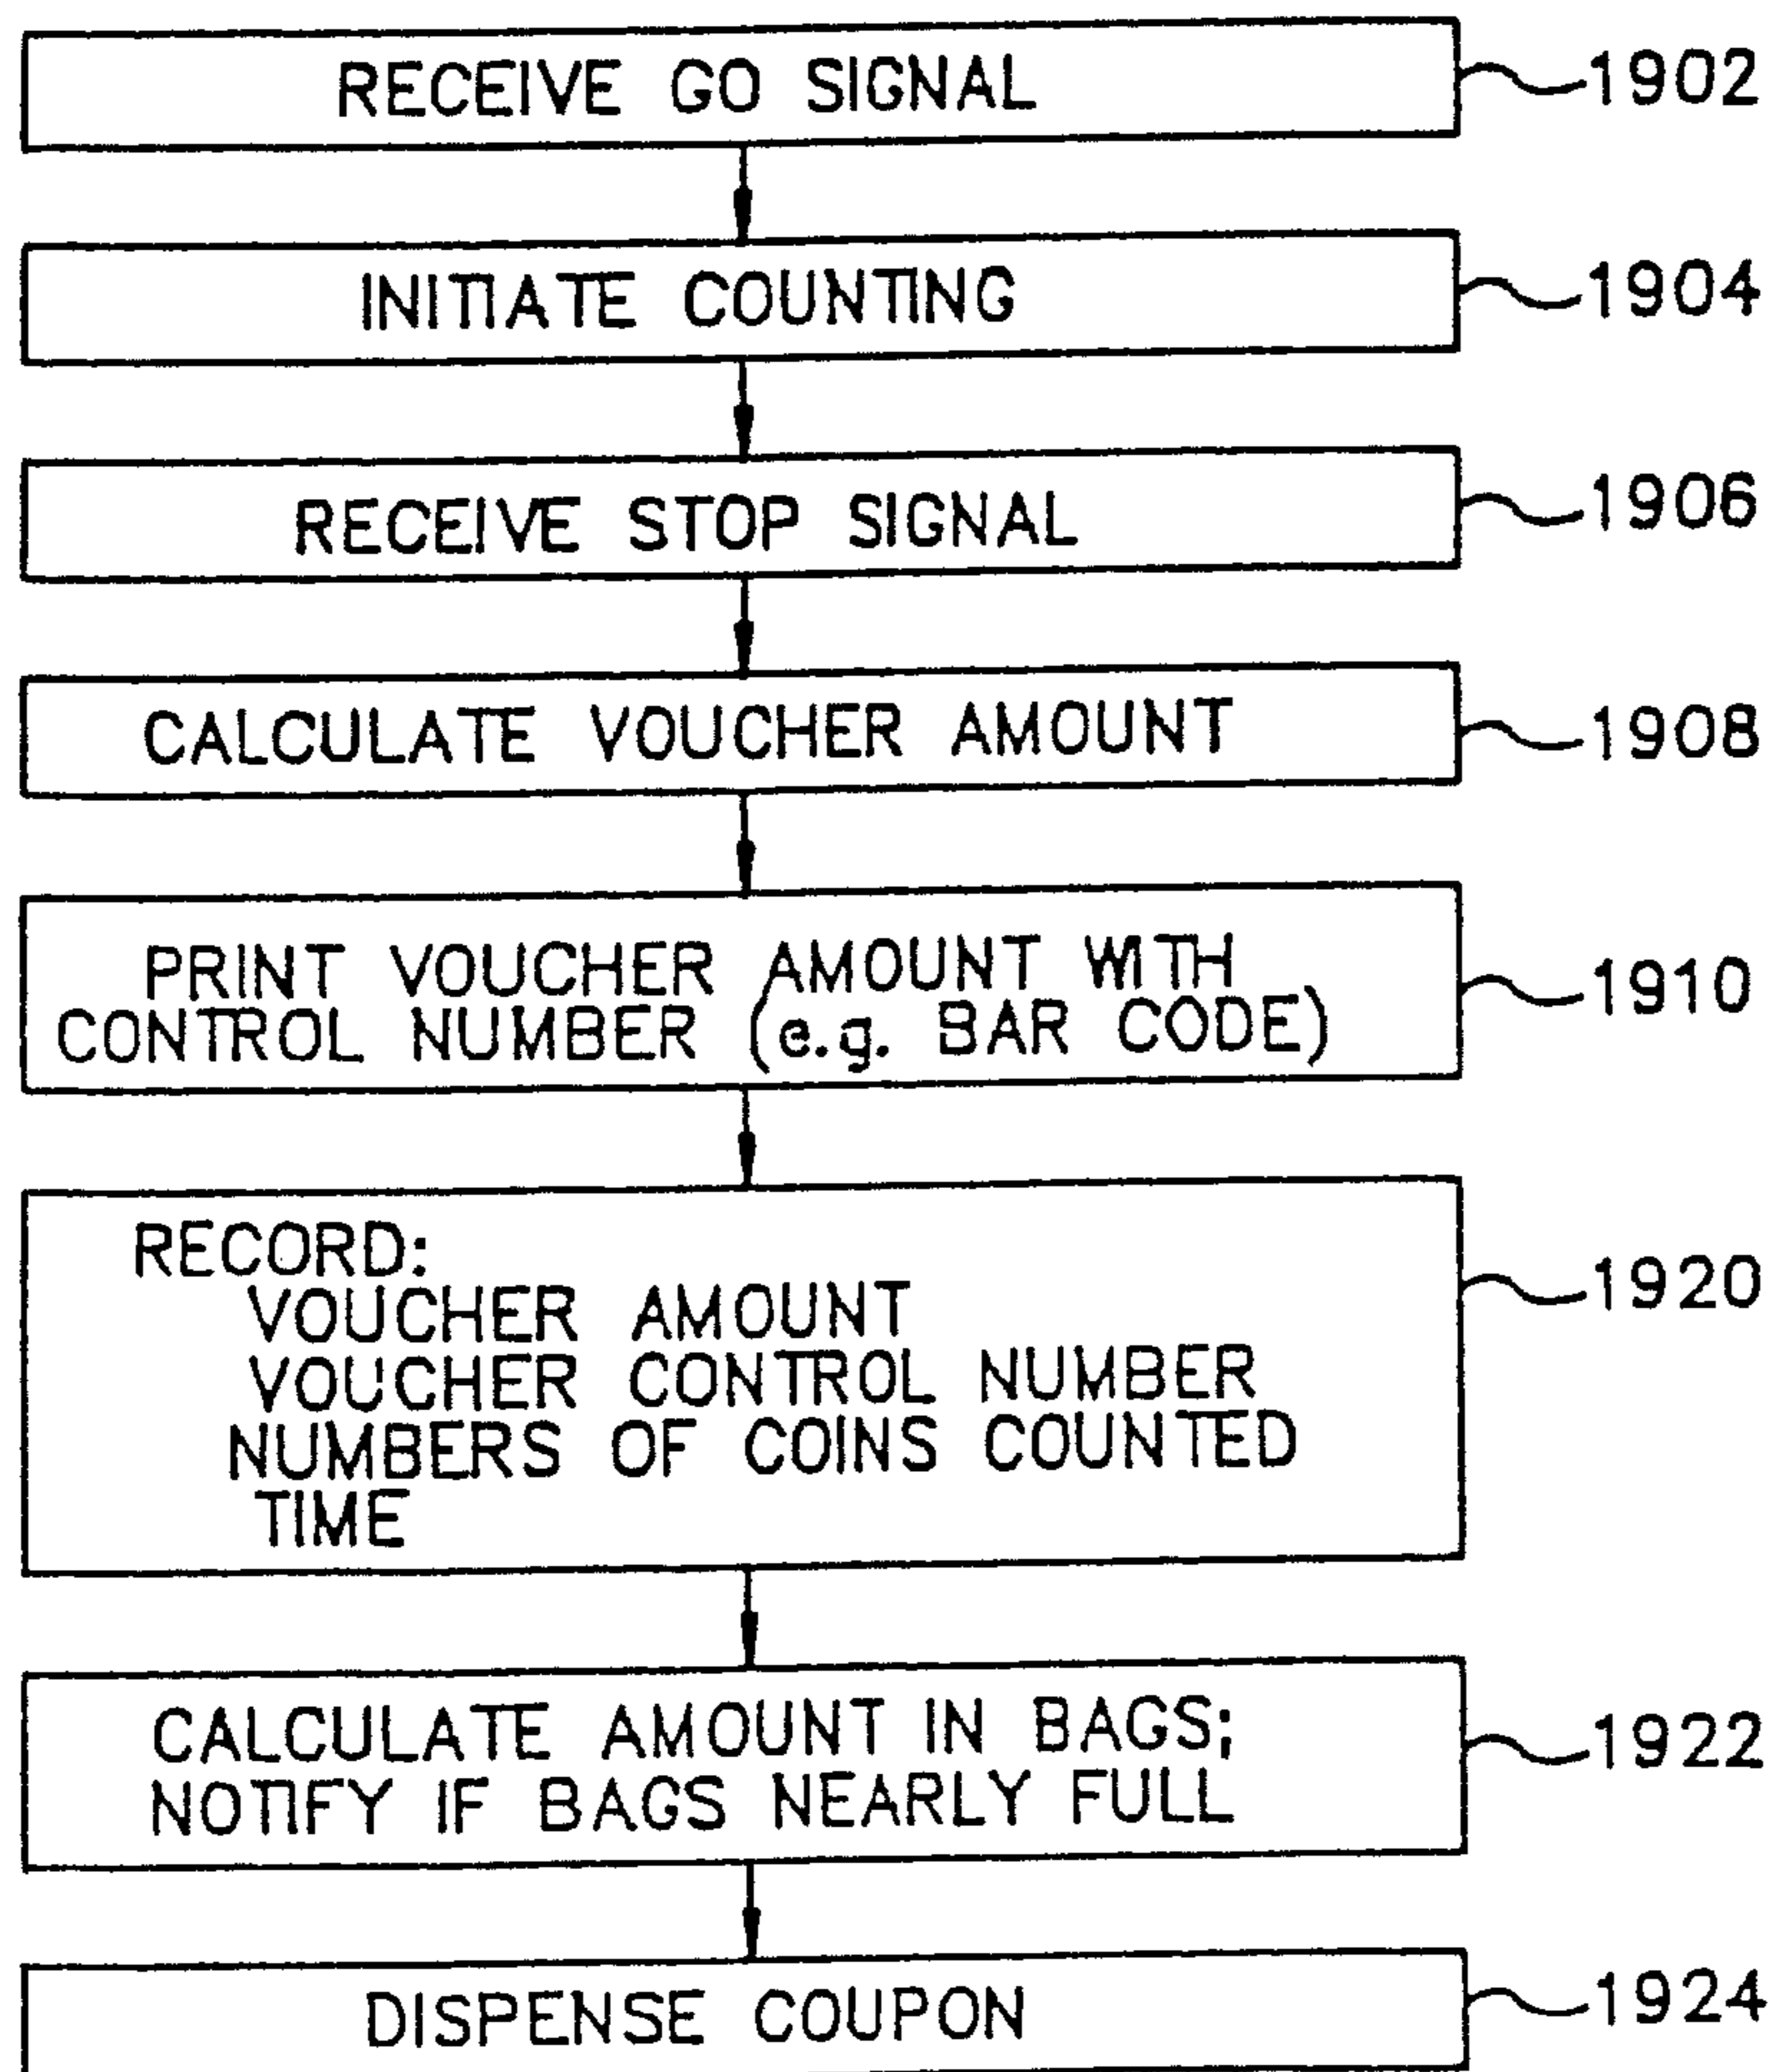 RECEIVE GO SIGNAL
1902
INITIATE COUNTING
1904
RECEIVE STOP SIGNAL
1906
CALCULATE VOUCHER AMOUNT
1908
PRINT VOUCHER AMOUNT WITH
CONTROL NUMBER (e.g. BAR CODE)
1910
RECORD:
VOUCHER AMOUNT
VOUCHER CONTROL NUMBER
NUMBERS OF COINS COUNTED
TIME
1920
CALCULATE AMOUNT IN BAGS;
NOTIFY IF BAGS NEARLY FULL
1922
DISPENSE COUPON
1924